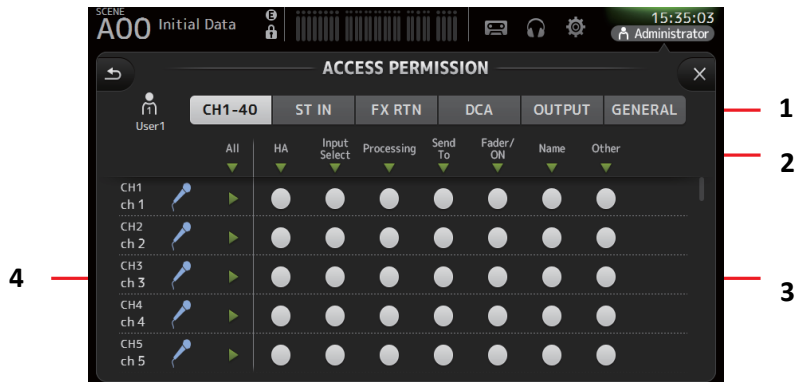 SCENE
A00 Initial Data
E
15:35:03
Administrator
ACCESS PERMISSION
1
User1
CH1-40 ST IN FX RTN DCA OUTPUT GENERAL
1
All HA Input Select Processing Send To Fader/ON Name Other
2
CH1
ch 1
CH2
ch 2
CH3
ch 3
4
3
CH4
ch 4
CH5
ch 5